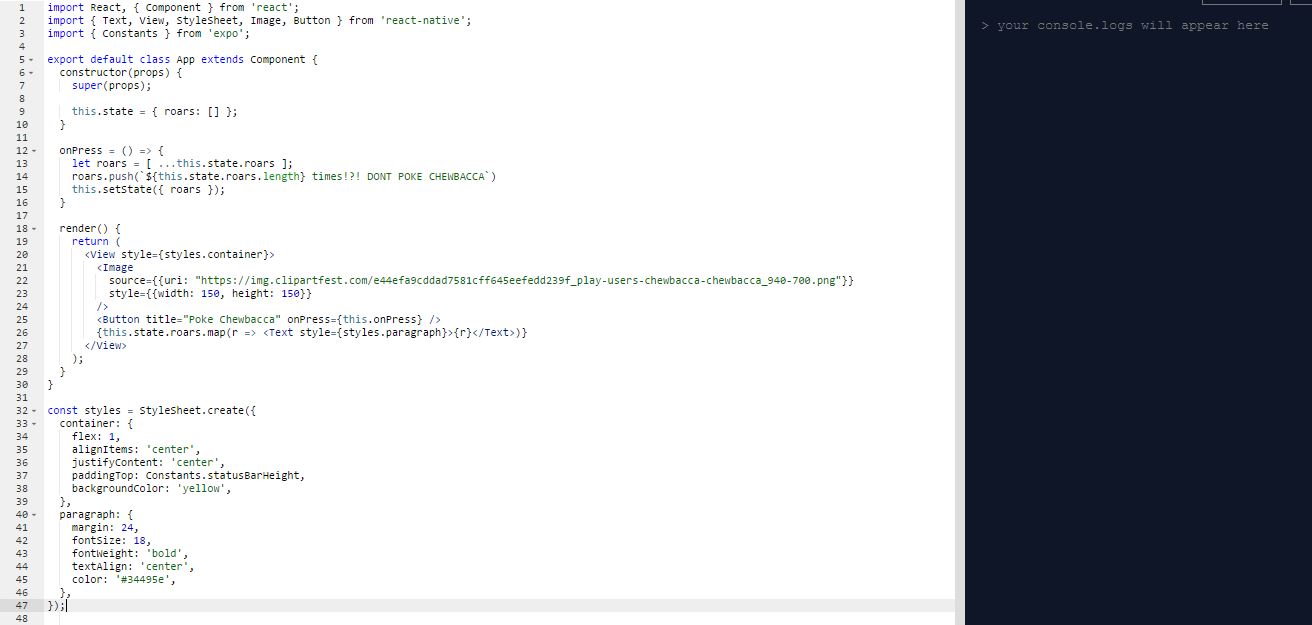 1 import React, { Component } from 'react';
2 import { Text, View, StyleSheet, Image, Button } from 'react-native';
3 import { Constants } from 'expo';
4
5 export default class App extends Component {
6   constructor(props) {
7     super(props);
8
9     this.state = { roars: [] };
10   }
11
12   onPress = () => {
13     let roars = [ ...this.state.roars ];
14     roars.push(`${this.state.roars.length} times!?! DONT POKE CHEWBACCA`)
15     this.setState({ roars });
16   }
17
18   render() {
19     return (
20       <View style={styles.container}>
21         <Image
22           source={{uri: "https://img.clipartfest.com/e44efa9cddad7581cff645eefedd239f_play-users-chewbacca-chewbacca_940-700.png"}}
23           style={{width: 150, height: 150}}
24         />
25         <Button title="Poke Chewbacca" onPress={this.onPress} />
26         {this.state.roars.map(r => <Text style={styles.paragraph}>{r}</Text>)}
27       </View>
28     );
29   }
30 }
31
32 const styles = StyleSheet.create({
33   container: {
34     flex: 1,
35     alignItems: 'center',
36     justifyContent: 'center',
37     paddingTop: Constants.statusBarHeight,
38     backgroundColor: 'yellow',
39   },
40   paragraph: {
41     margin: 24,
42     fontSize: 18,
43     fontWeight: 'bold',
44     textAlign: 'center',
45     color: '#34495e',
46   },
47 });
48
> your console.logs will appear here